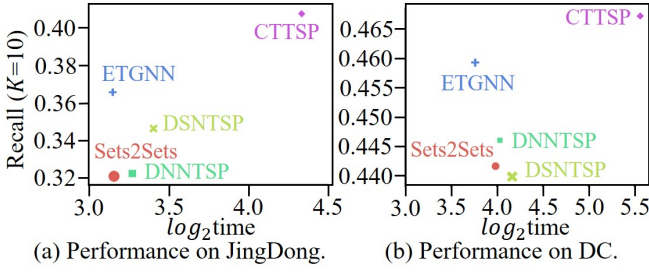 0.40
0.38
0.36
0.34
0.32
Recall (K=10)
CTTSP
ETGNN
DSNTSP
Sets2Sets
DNNTSP
3.0 3.5 4.0 4.5
log2time
(a) Performance on JingDong.
0.465
0.460
0.455
0.450
0.445
0.440
CTTSP
ETGNN
DNNTSP
Sets2Sets
DSNTSP
3.0 3.5 4.0 4.5 5.0 5.5
log2time
(b) Performance on DC.